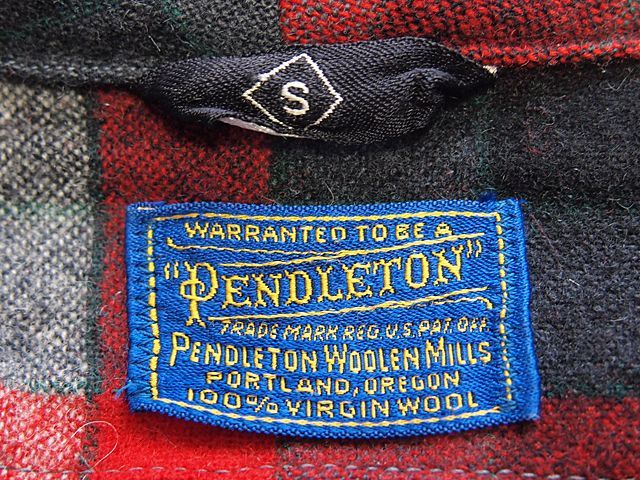 S
WARRANTED TO BE A
"PENDLETON"
TRADE MARK REG. U.S. PAT. OFF.
PENDLETON WOOLEN MILLS
PORTLAND, OREGON
100% VIRGIN WOOL